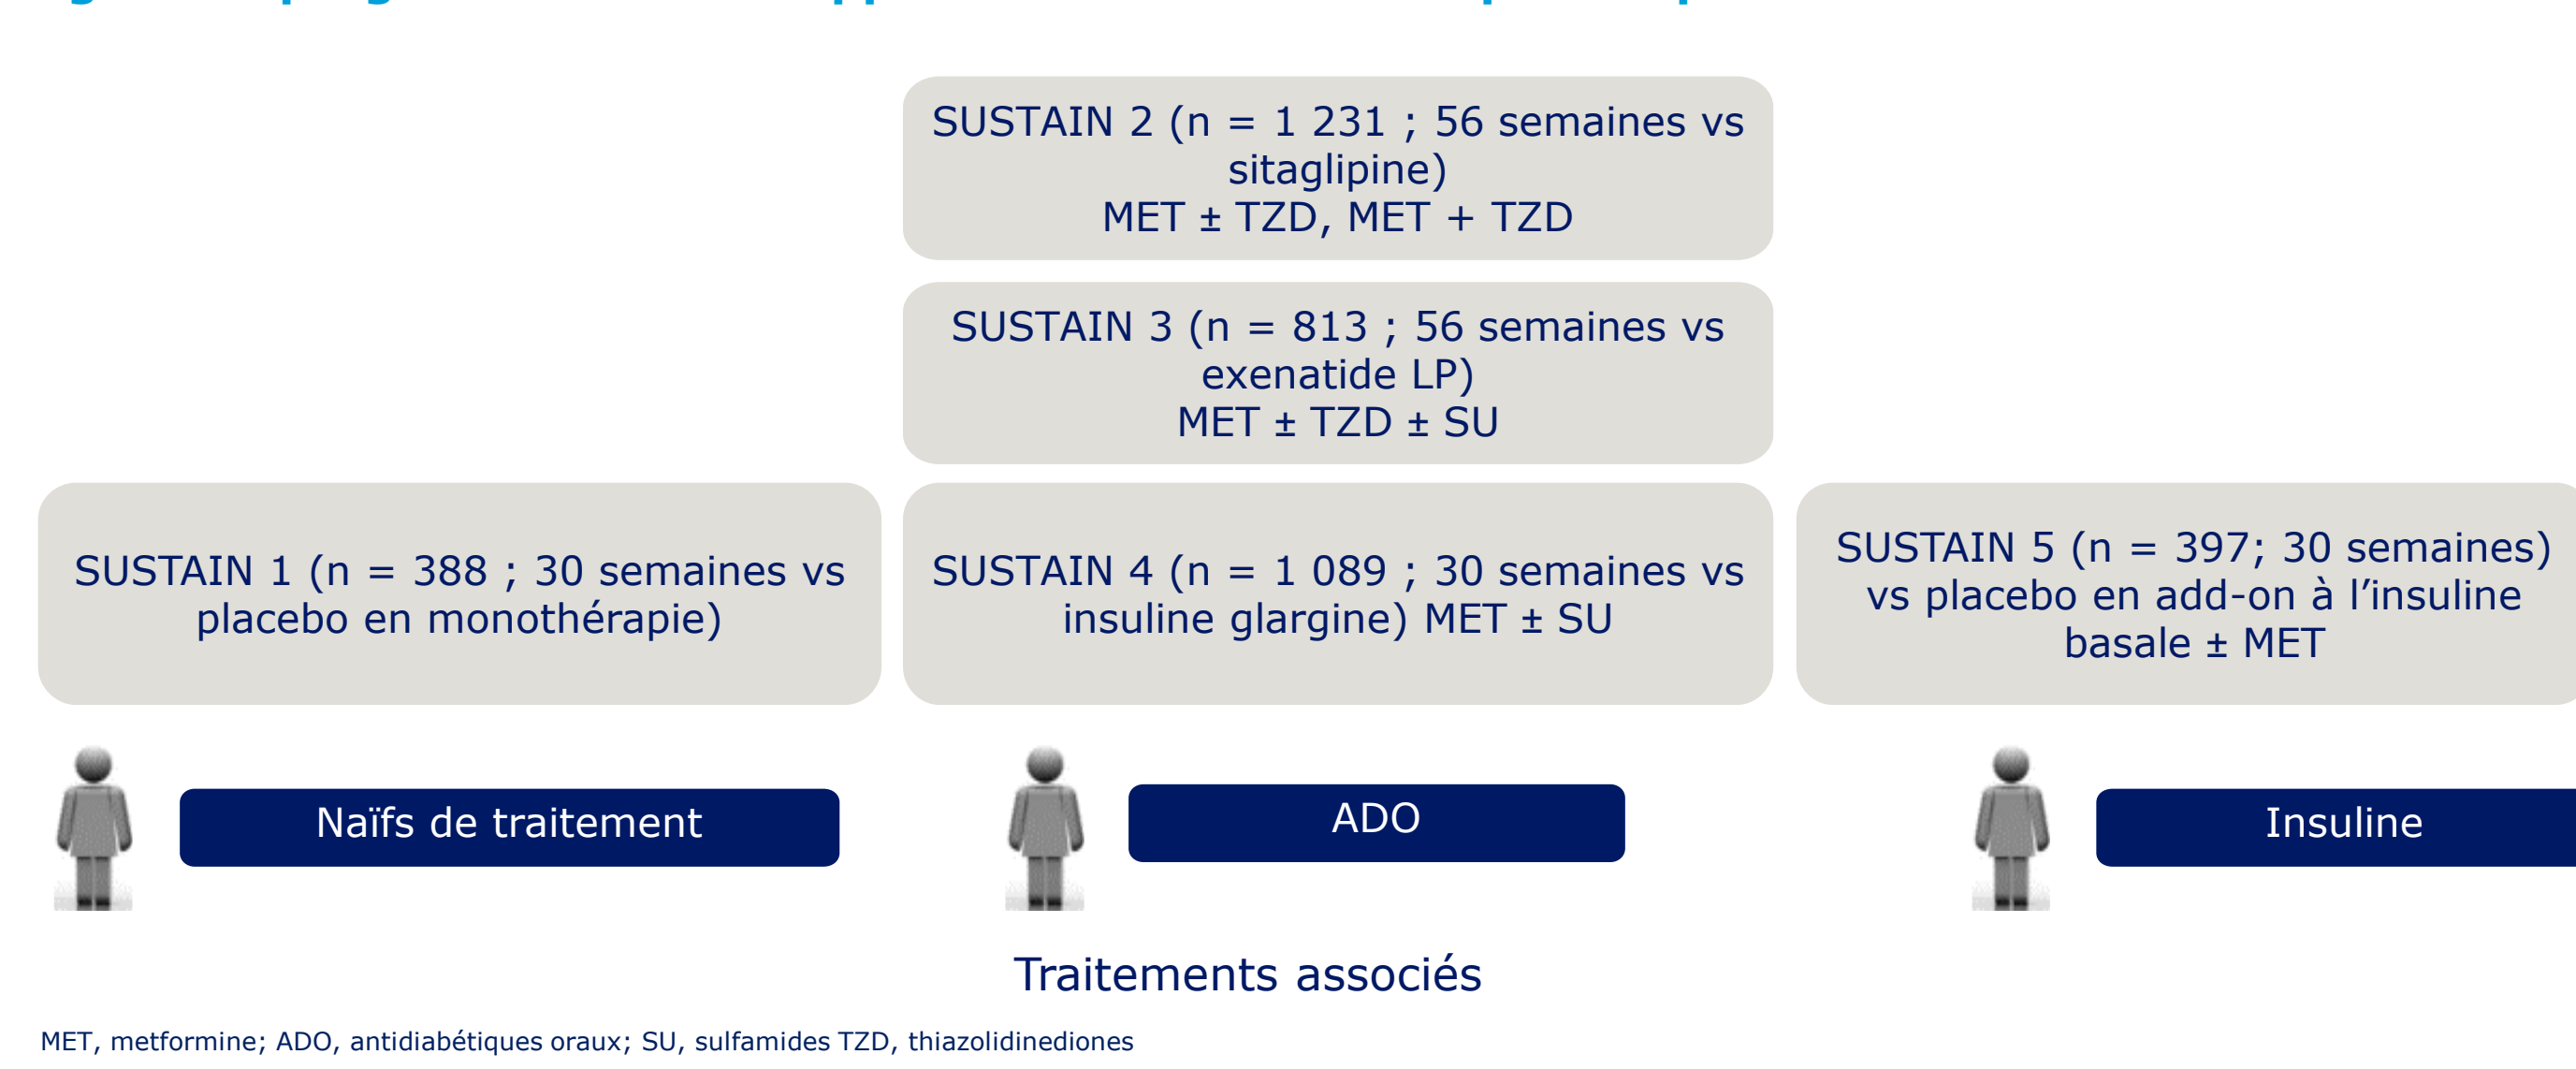 SUSTAIN 2 (n = 1 231 ; 56 semaines vs
sitaglipine)
MET ± TZD, MET + TZD
SUSTAIN 3 (n = 813 ; 56 semaines vs
exenatide LP)
MET ± TZD ± SU
SUSTAIN 1 (n = 388 ; 30 semaines vs
placebo en monothérapie)
SUSTAIN 4 (n = 1 089 ; 30 semaines vs
insuline glargine) MET ± SU
SUSTAIN 5 (n = 397; 30 semaines)
vs placebo en add-on à l’insuline
basale ± MET
Naïfs de traitement
ADO
Insuline
Traitements associés
MET, metformine; ADO, antidiabétiques oraux; SU, sulfamides TZD, thiazolidinediones